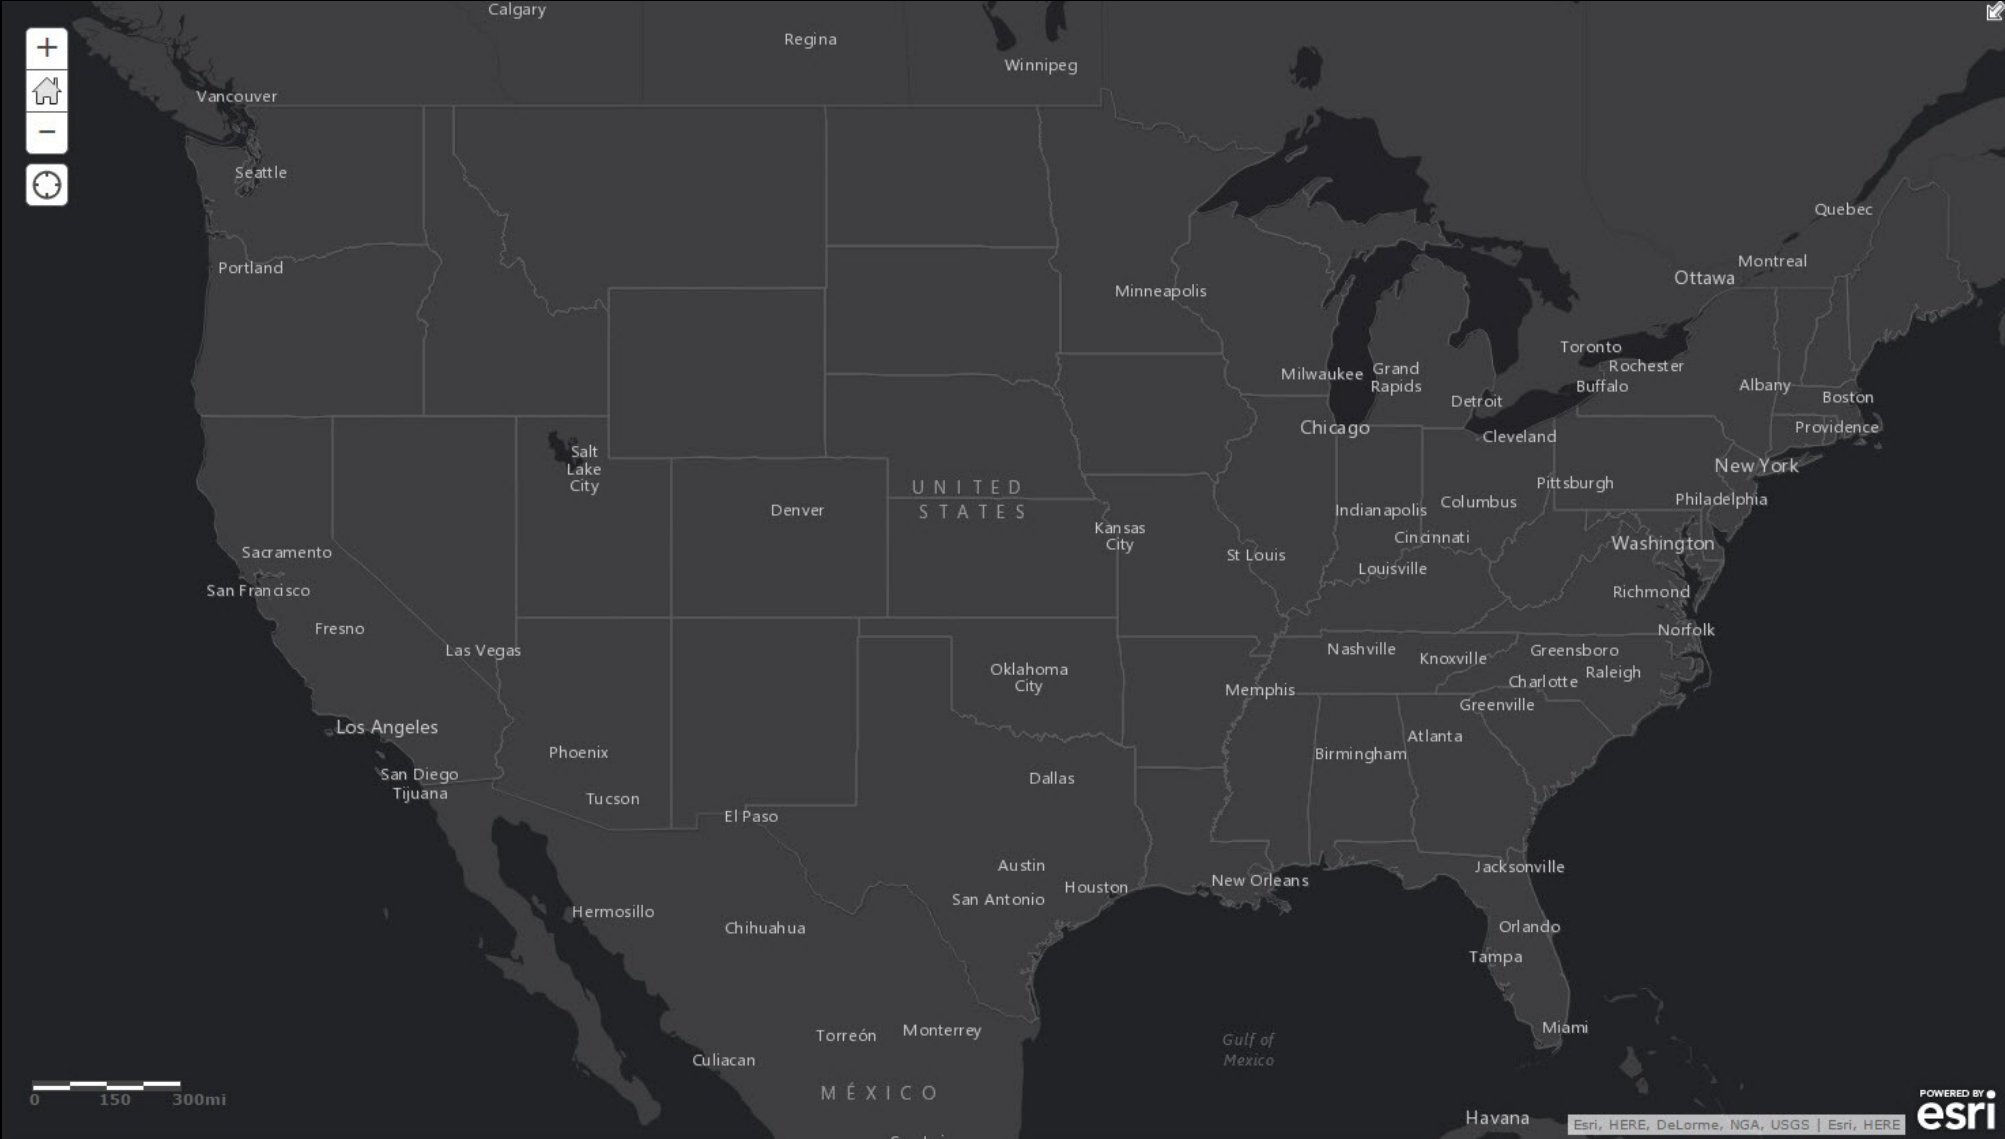 Calgary
Regina
Winnipeg
+
Vancouver
−
Seattle
Quebec
Portland
Montreal
Ottawa
Minneapolis
Toronto
Rochester
Milwaukee
Grand
Rapids
Buffalo
Albany
Detroit
Boston
Chicago
Providence
Cleveland
Salt
Lake
City
New York
UNITED
STATES
Pittsburgh
Philadelphia
Columbus
Denver
Indianapolis
Kansas
City
Cincinnati
Washington
Sacramento
St Louis
Louisville
San Francisco
Richmond
Fresno
Norfolk
Las Vegas
Nashville
Knoxville
Greensboro
Oklahoma
City
Raleigh
Charlotte
Memphis
Greenville
Los Angeles
Atlanta
Phoenix
Birmingham
San Diego
Tijuana
Dallas
Tucson
El Paso
Austin
Jacksonville
New Orleans
Houston
San Antonio
Hermosillo
Chihuahua
Orlando
Tampa
Miami
Monterrey
Torreón
Gulf of
Mexico
Culiacan
MÉXICO
0 150 300mi
Havana
POWERED BY
esri
Esri, HERE, DeLorme, NGA, USGS | Esri, HERE